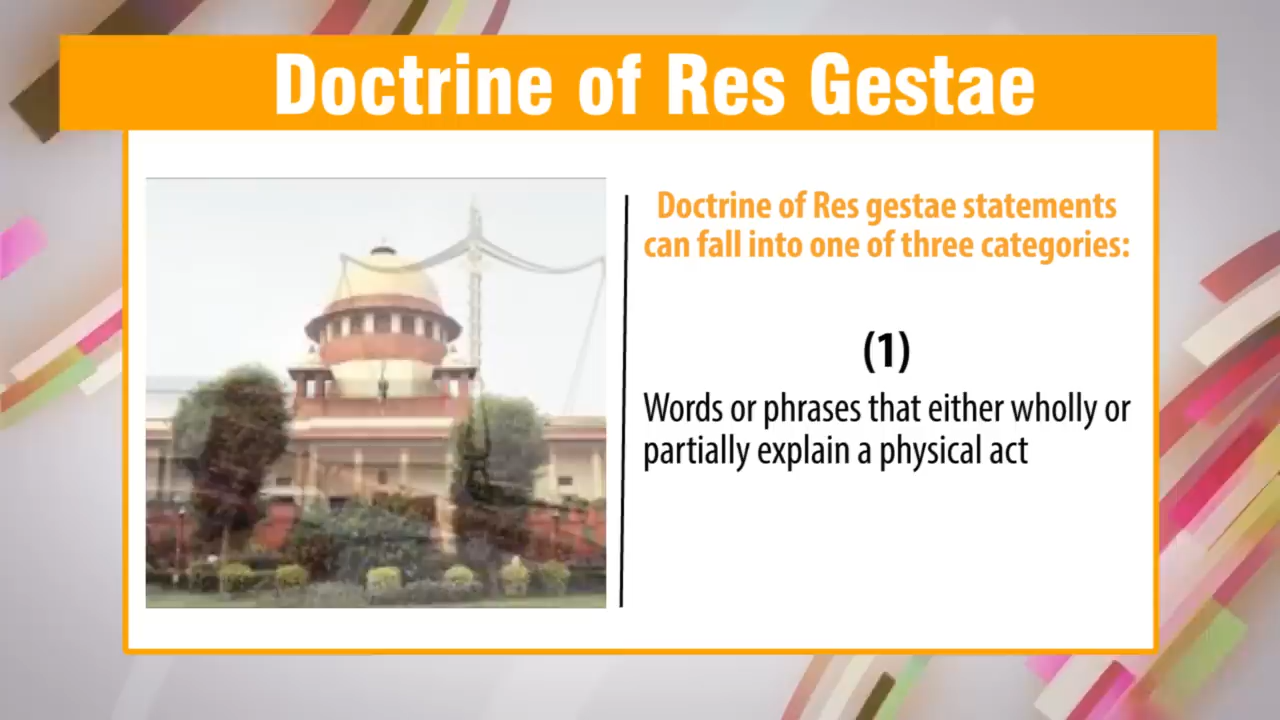 Doctrine of Res Gestae
Doctrine of Res gestae statements
can fall into one of three categories:
(1)
Words or phrases that either wholly or
partially explain a physical act